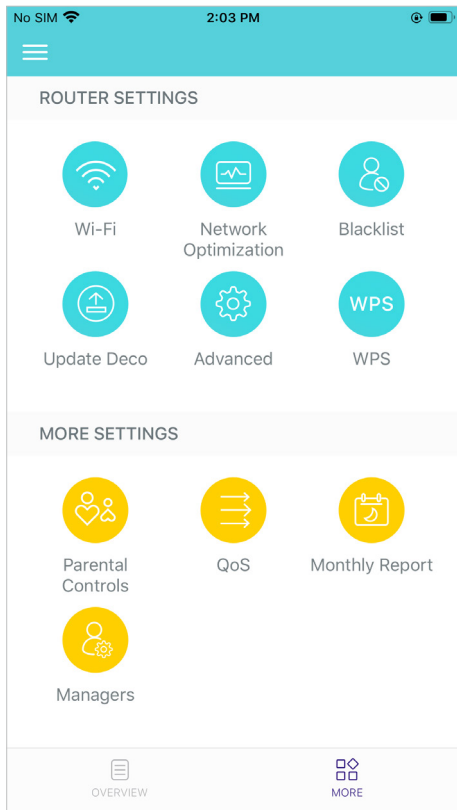 No SIM 2:03 PM
ROUTER SETTINGS
Wi-Fi
Network
Optimization
Blacklist
Update Deco
Advanced
WPS
WPS
MORE SETTINGS
Parental
Controls
QoS
Monthly Report
Managers
OVERVIEW
MORE